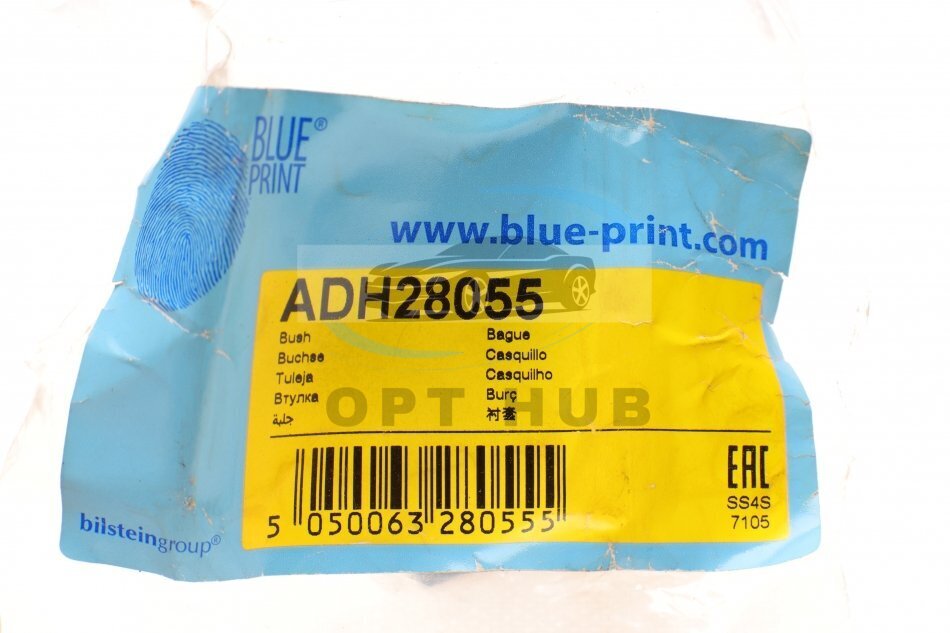 BLUE®
PRINT
www.blue-print.com
ADH28055
Bush
Buchse
Tuleja
Втулка
جلبة
Bague
Casquillo
Casquilho
Burç
衬套
OPT HUB
5 050063 280555
EAC
SS4S
7105
bilsteingroup®